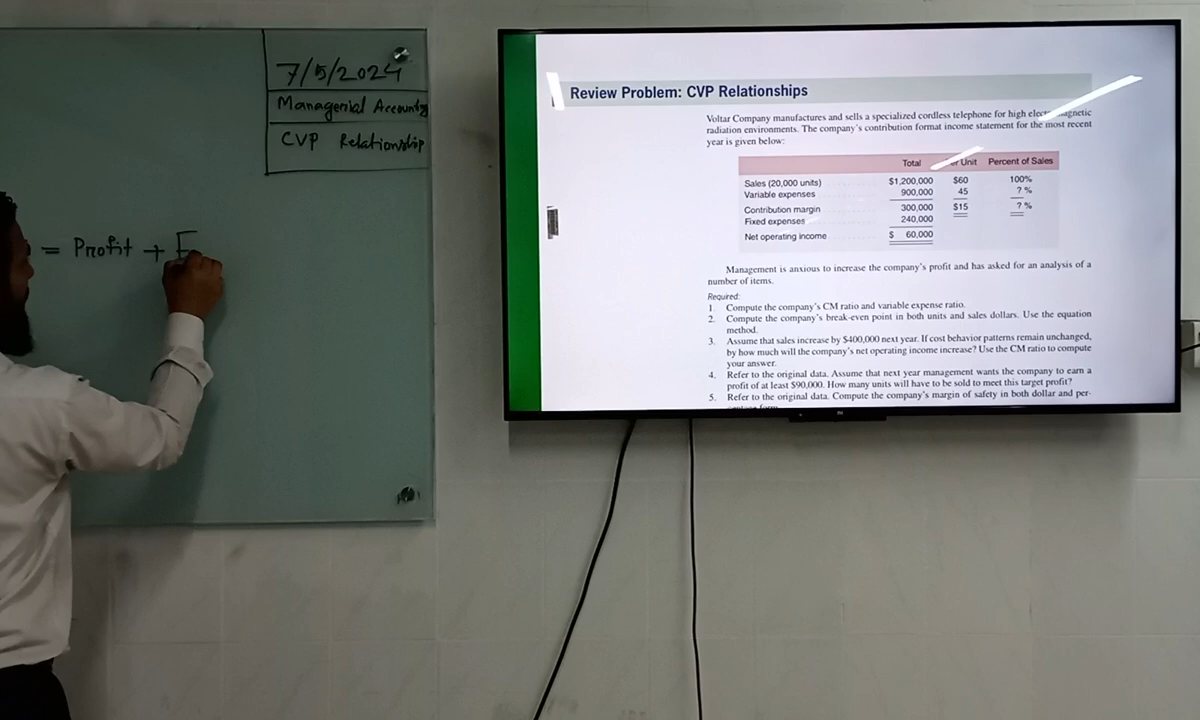 7/5/2024
Managerial Accounting
CVP Relationship
= Profit + F
Review Problem: CVP Relationships
Voltar Company manufactures and sells a specialized cordless telephone for high
radiation environments. The company's contribution format income statement for the most recent
year is given below:
Total Unit Percent of Sales
Sales (20,000 units) $1,200,000 $60 100%
Variable expenses 900,000 45 ? %
Contribution margin 300,000 $15 ? %
Fixed expenses 240,000
Net operating income $ 60,000
Management is anxious to increase the company's profit and has asked for an analysis of a
number of items.
Required:
1. Compute the company's CM ratio and variable expense ratio.
2. Compute the company's break-even point in both units and sales dollars. Use the equation
method.
3. Assume that sales increase by $400,000 next year. If cost behavior patterns remain unchanged,
by how much will the company's net operating income increase? Use the CM ratio to compute
your answer.
4. Refer to the original data. Assume that next year management wants the company to earn a
profit of at least $90,000. How many units will have to be sold to meet this target profit?
5. Refer to the original data. Compute the company's margin of safety in both dollar and per-